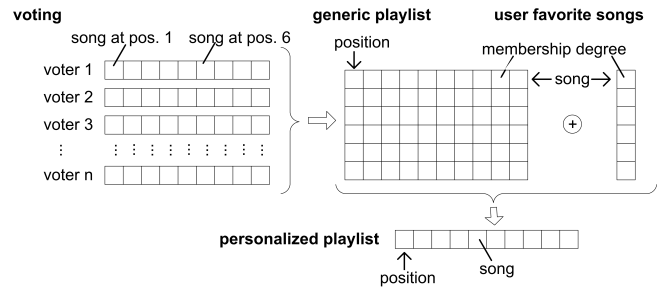 voting
generic playlist
user favorite songs
song at pos. 1
song at pos. 6
position
membership degree
voter 1
song
voter 2
voter 3
voter n
personalized playlist
position
song